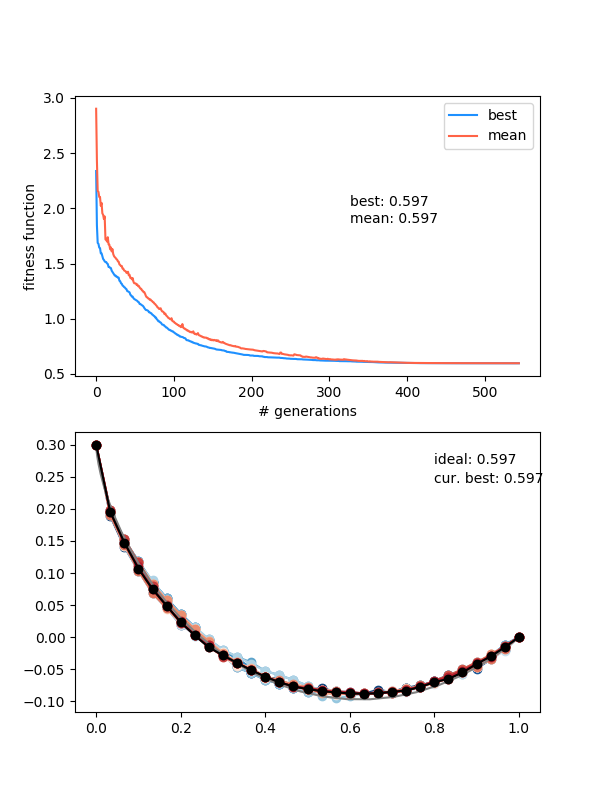 3.0
2.5
2.0
1.5
1.0
0.5
fitness function
best
mean
best: 0.597
mean: 0.597
0 100 200 300 400 500
# generations
0.30
0.25
0.20
0.15
0.10
0.05
0.00
−0.05
−0.10
ideal: 0.597
cur. best: 0.597
0.0 0.2 0.4 0.6 0.8 1.0